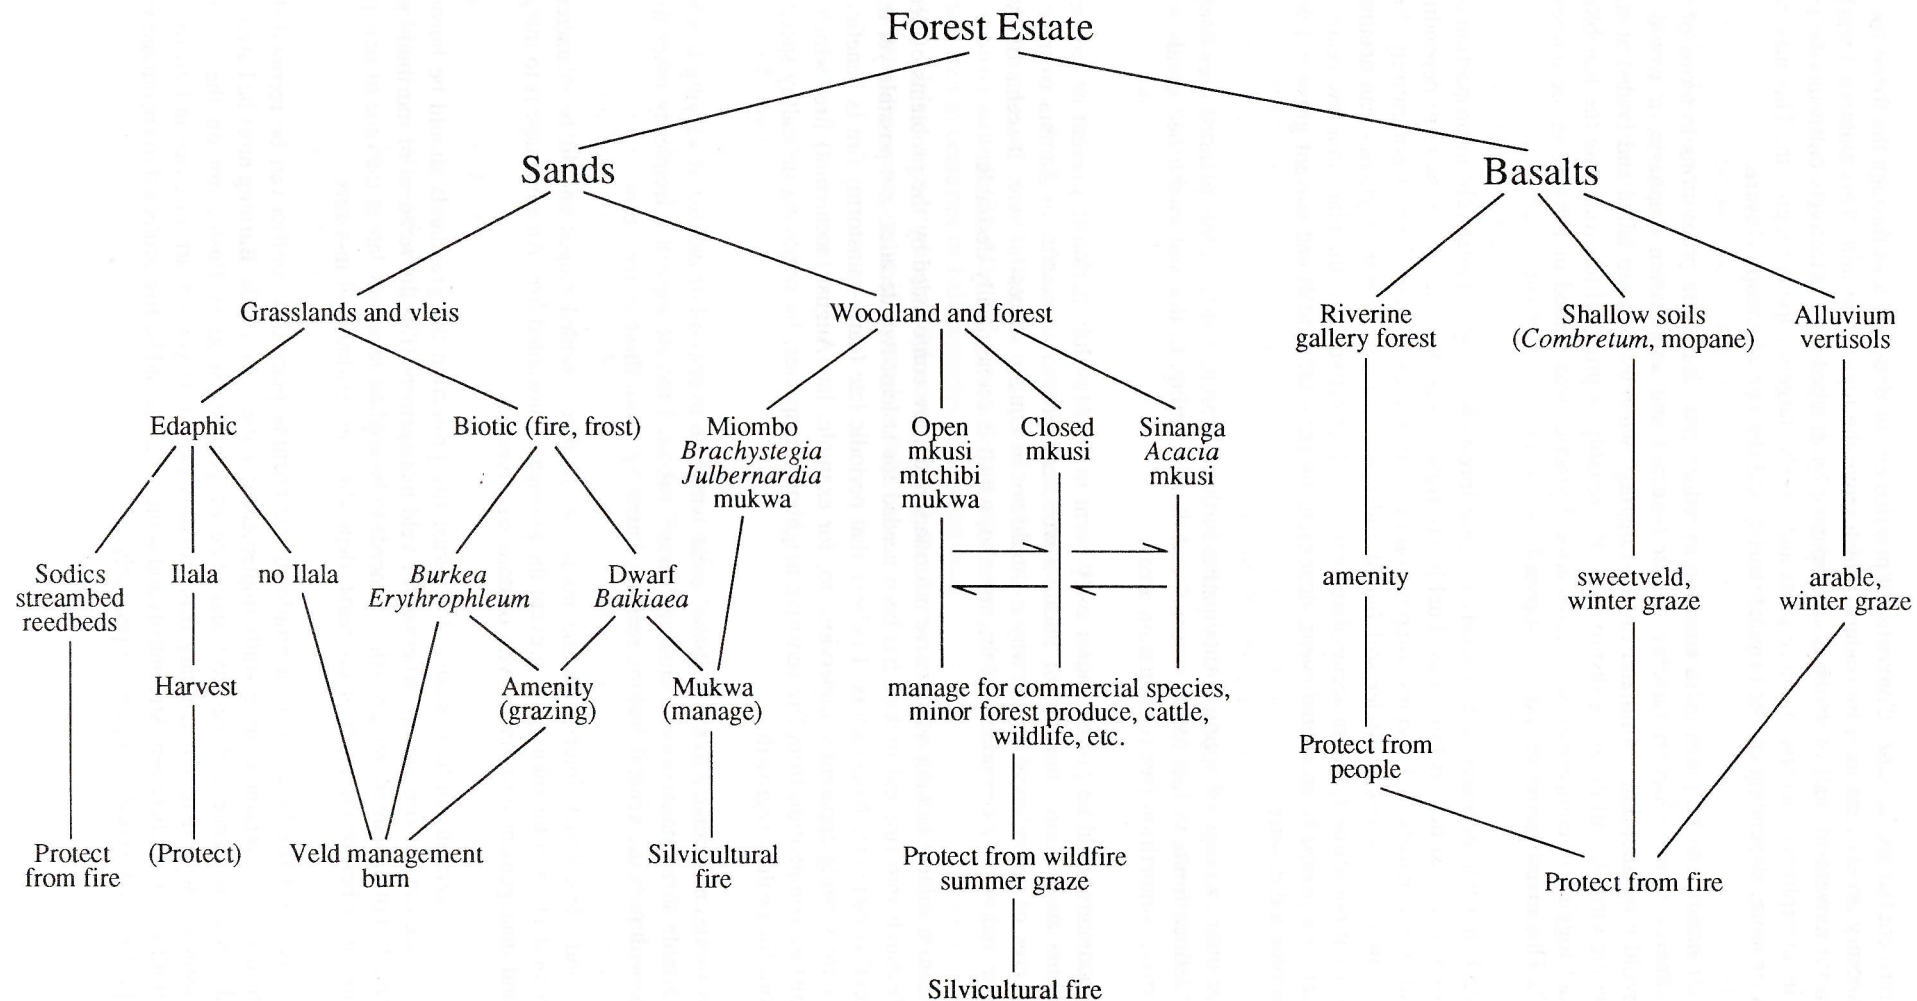 Forest Estate
Sands
Basalts
Grasslands and vleis
Woodland and forest
Riverine
gallery forest
Shallow soils
(Combretum, mopane)
Alluvium
vertisols
Edaphic
Biotic (fire, frost)
Miombo
Brachystegia
Julbernardia
mukwa
Open
mkusi
mtchibi
mukwa
Closed
mkusi
Sinanga
Acacia
mkusi
Sodics
streambed
reedbeds
Ilala
no Ilala
Burkea
Erythrophleum
Dwarf
Baikiaea
amenity
sweetveld,
winter graze
arable,
winter graze
Harvest
Amenity
(grazing)
Mukwa
(manage)
manage for commercial species,
minor forest produce, cattle,
wildlife, etc.
Protect from
people
Protect
from fire
(Protect)
Veld management
burn
Silvicultural
fire
Protect from wildfire
summer graze
Protect from fire
Silvicultural fire